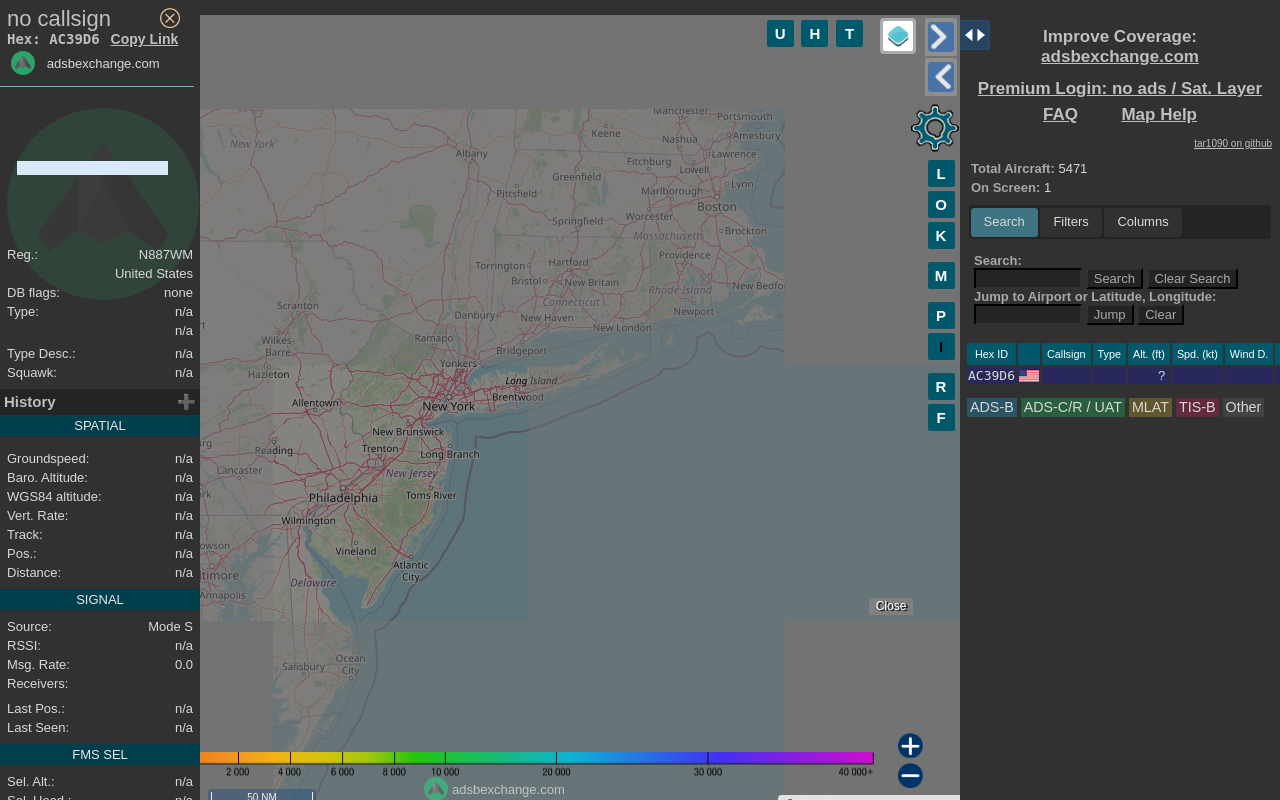 no callsign
Hex: AC39D6 Copy Link
adsbexchange.com
Reg.: N887WM
United States
DB flags: none
Type: n/a
n/a
Type Desc.: n/a
Squawk: n/a
History
SPATIAL
Groundspeed: n/a
Baro. Altitude: n/a
WGS84 altitude: n/a
Vert. Rate: n/a
Track: n/a
Pos.: n/a
Distance: n/a
SIGNAL
Source: Mode S
RSSI: n/a
Msg. Rate: 0.0
Receivers:
Last Pos.: n/a
Last Seen: n/a
FMS SEL
Sel. Alt.: n/a
Sel. Head.: n/a
U H T
L
O
K
M
P
I
R
F
Manchester
Portsmouth
Keene
Amesbury
New York
Albany
Lawrence
Fitchburg
Lowell
Greenfield
Lynn
Pittsfield
Marlborough
Boston
Worcester
Springfield
Brockton
Massachusetts
Providence
Torrington
Hartford
Bristol
New Britain
Rhode Island
New Bedfo
Connecticut
Scranton
Danbury
New Haven
Newport
New London
Ramapo
Wilkes-
Barre
Bridgeport
Yonkers
Hazleton
Long Island
Brentwood
Allentown
New York
New Brunswick
Reading
Trenton
Long Branch
Lancaster
New Jersey
Philadelphia
Toms River
Wilmington
owson
Vineland
Atlantic
City
ltimore
Delaware
Annapolis
Close
Ocean
City
Salisbury
2 000 4 000 6 000 8 000 10 000 20 000 30 000 40 000+
adsbexchange.com
50 NM
Improve Coverage:
adsbexchange.com
Premium Login: no ads / Sat. Layer
FAQ Map Help
tar1090 on github
Total Aircraft: 5471
On Screen: 1
Search Filters Columns
Search:
Search Clear Search
Jump to Airport or Latitude, Longitude:
Jump Clear
Hex ID Callsign Type Alt. (ft) Spd. (kt) Wind D.
AC39D6 ?
ADS-B ADS-C/R / UAT MLAT TIS-B Other